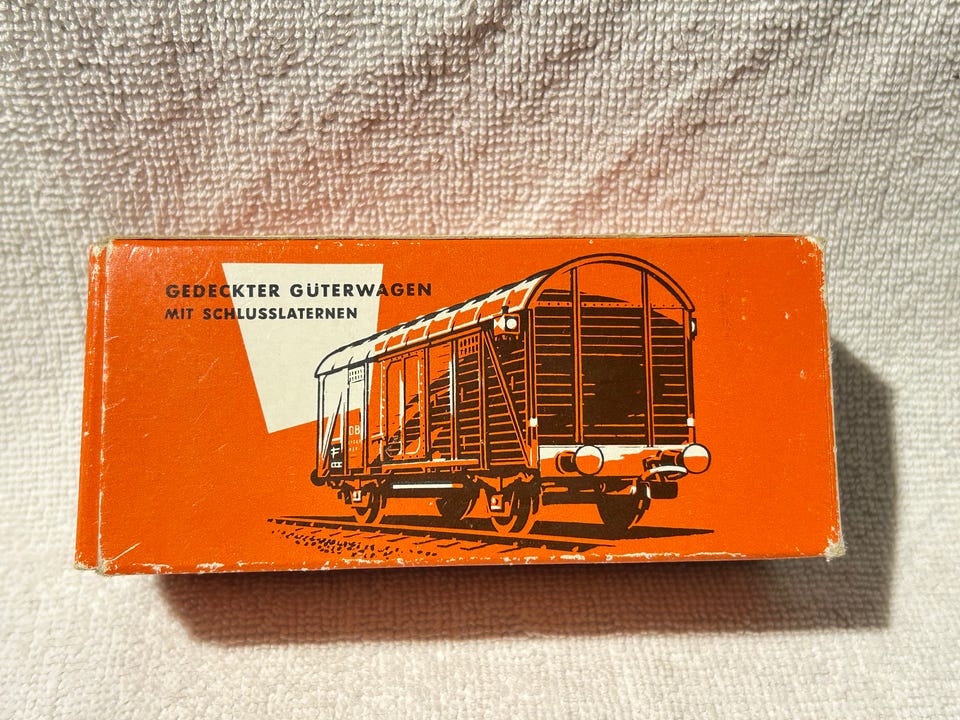 GEDECKTER GÜTERWAGEN
MIT SCHLUSSLATERNEN
DB